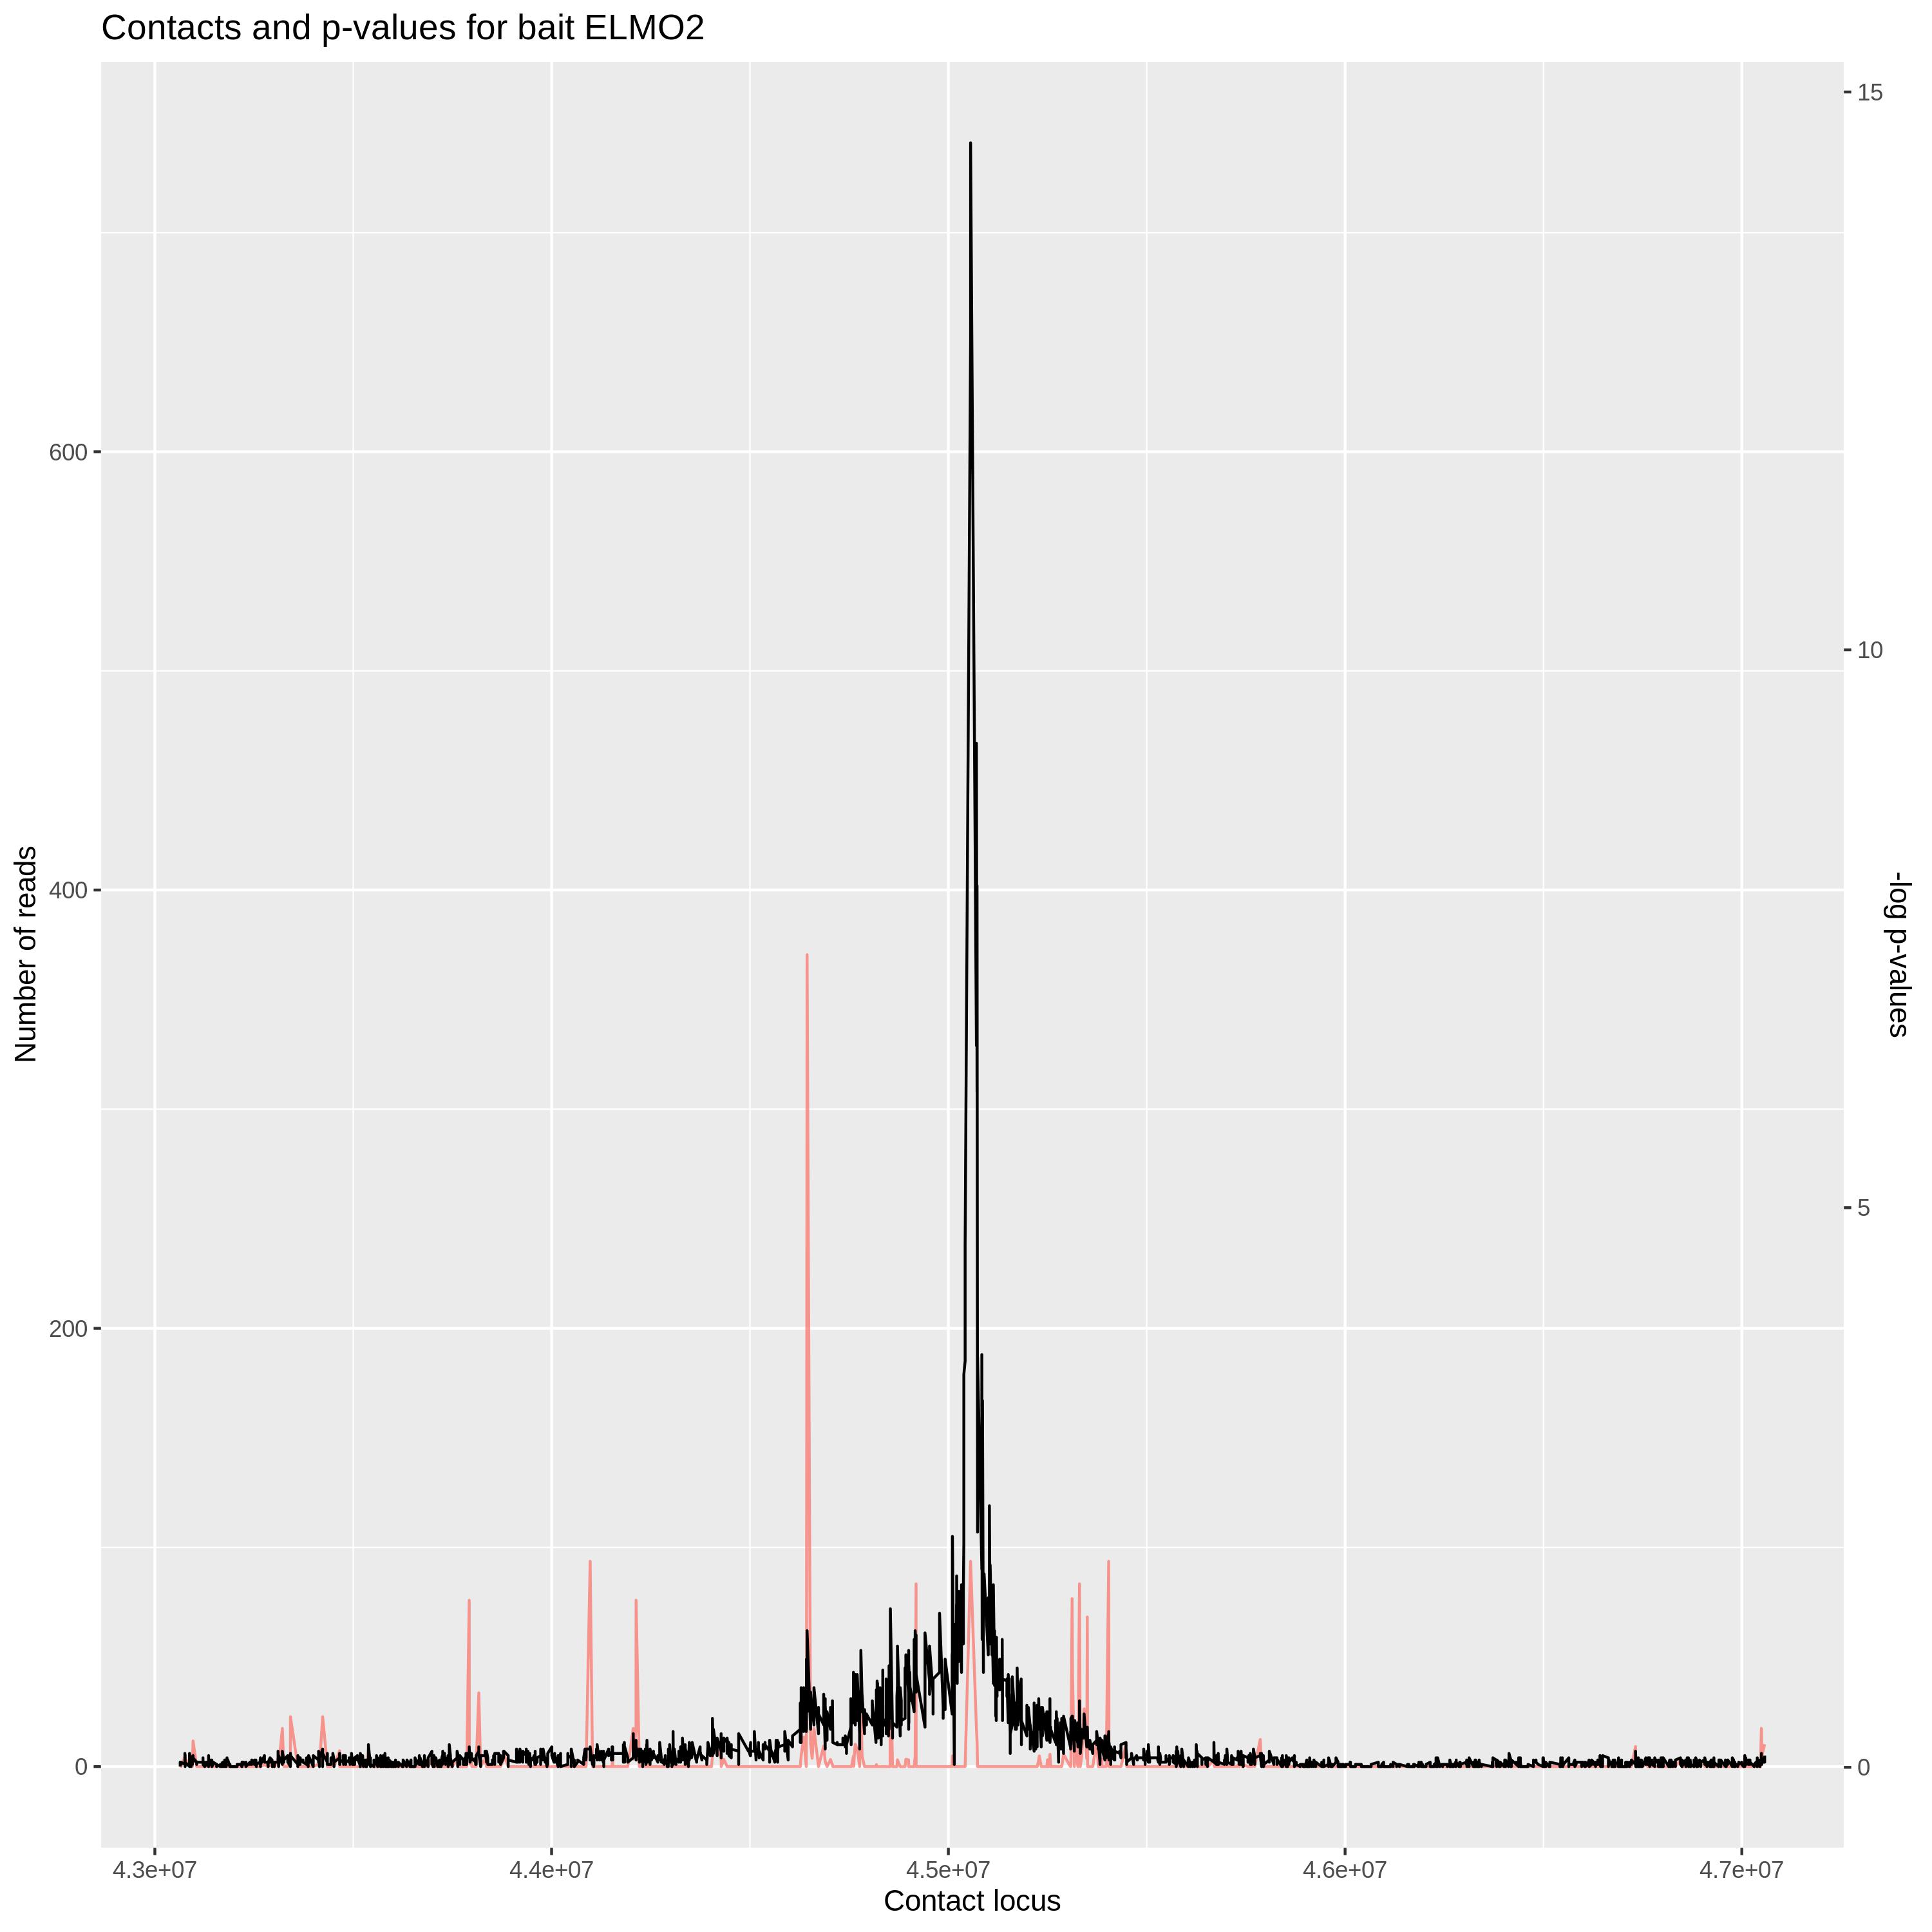 Contacts and p-values for bait ELMO2
15
600
10
Number of reads
-log p-values
400
5
200
0
0
4.3e+07
4.4e+07
4.5e+07
4.6e+07
4.7e+07
Contact locus